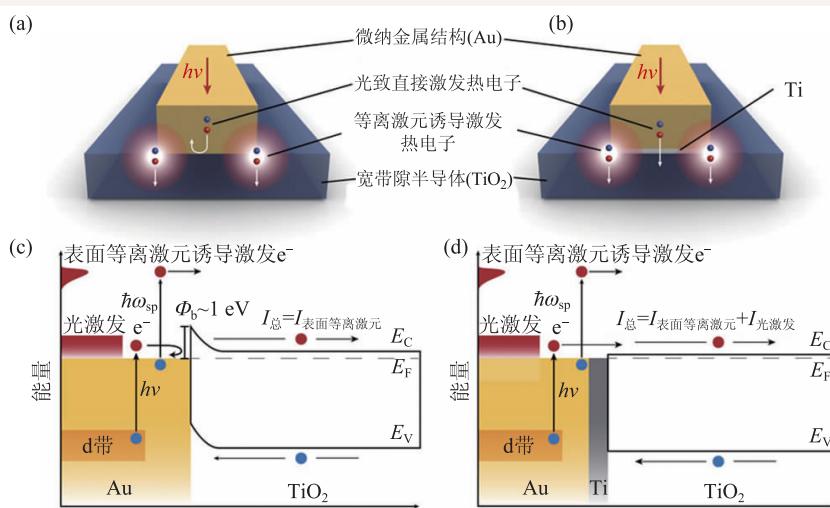 (a)
(b)
微纳金属结构(Au)
hν
hν
光致直接激发热电子
Ti
等离激元诱导激发
热电子
宽带隙半导体(TiO₂)
(c)
(d)
表面等离激元诱导激发e⁻
ħωsp
Φb~1 eV
光激发
e⁻
I总=I表面等离激元
EC
EF
hν
EV
d带
Au
TiO₂
能量
表面等离激元诱导激发e⁻
ħωsp
光激发
e⁻
I总=I表面等离激元+I光激发
EC
EF
hν
EV
d带
Au
Ti
TiO₂
能量